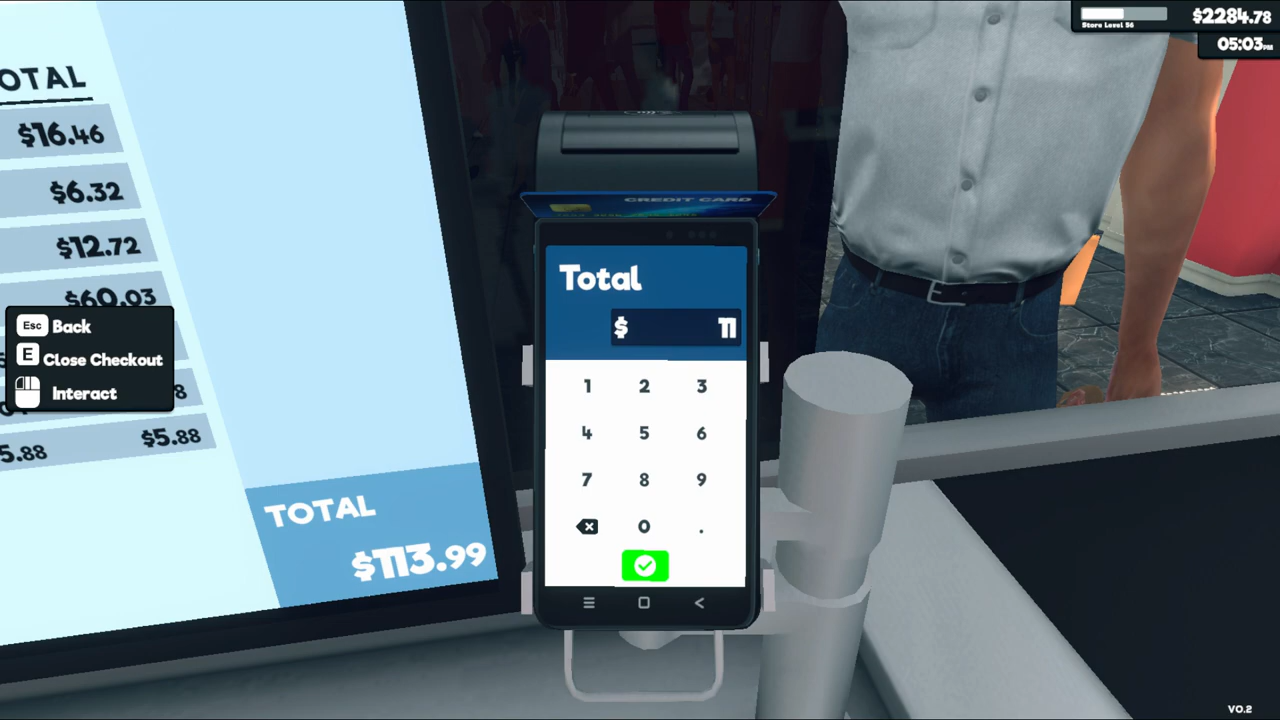 OTAL
$16.46
$6.32
$12.72
$60.03
8
5.88 $5.88
TOTAL
$113.99
Esc Back
E Close Checkout
Interact
CREDIT CARD
Total
$ 11
1 2 3
4 5 6
7 8 9
0 .
$2284.78
Store Level 56
05:03PM
V0.2